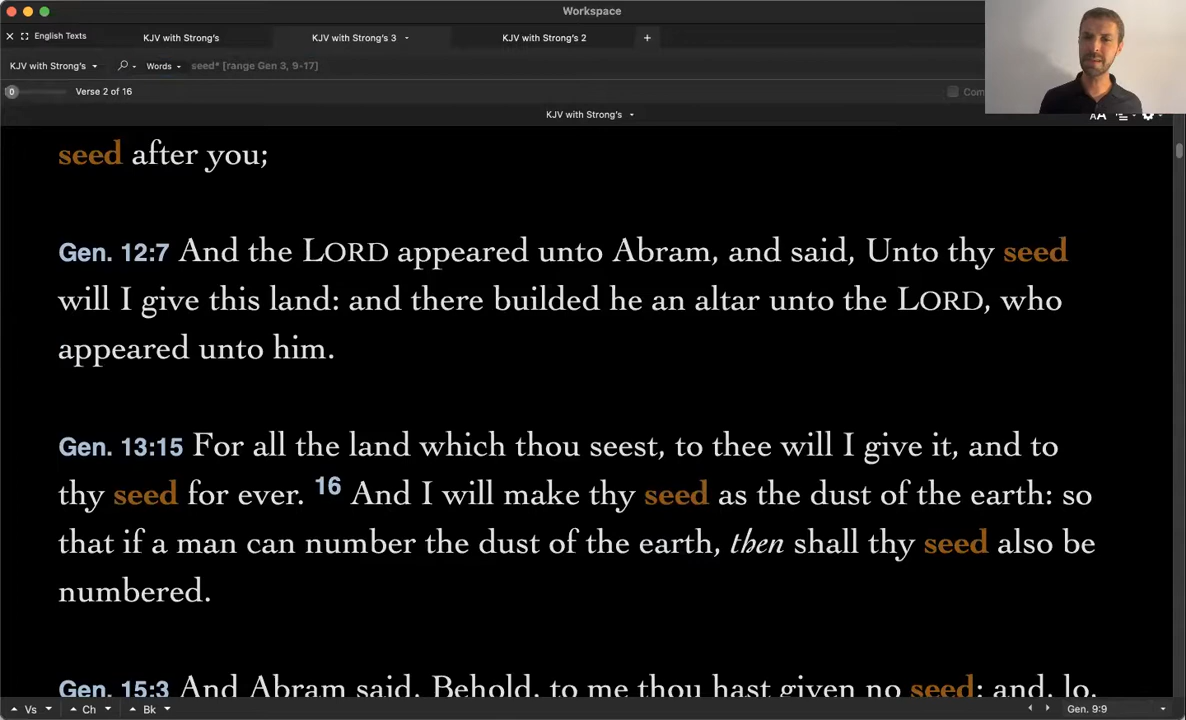 Workspace
English Texts
KJV with Strong's
KJV with Strong's 3
KJV with Strong's 2
+
KJV with Strong's
Words
seed* [range Gen 3, 9-17]
0
Verse 2 of 16
Com
KJV with Strong's
AA
seed after you;
Gen. 12:7 And the LORD appeared unto Abram, and said, Unto thy seed
will I give this land: and there builded he an altar unto the LORD, who
appeared unto him.
Gen. 13:15 For all the land which thou seest, to thee will I give it, and to
thy seed for ever. 16 And I will make thy seed as the dust of the earth: so
that if a man can number the dust of the earth, then shall thy seed also be
numbered.
Gen. 15:3 And Abram said, Behold, to me thou hast given no seed: and, lo,
Vs
Ch
Bk
Gen. 9:9